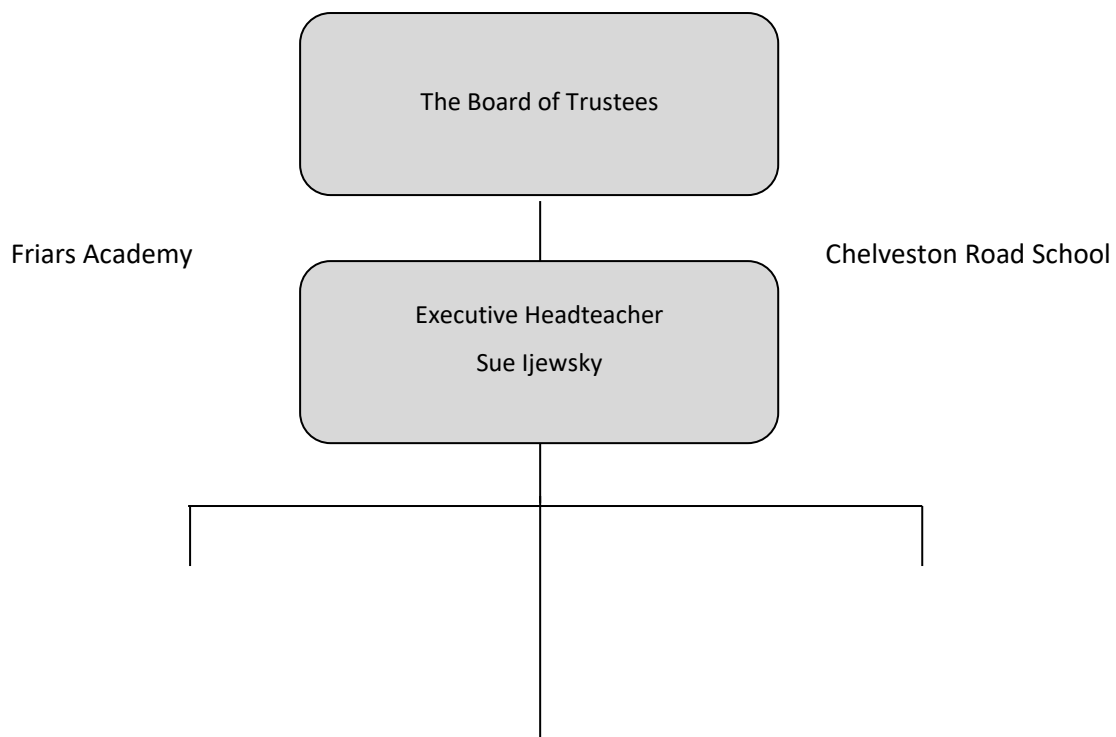 The Board of Trustees
Friars Academy
Chelveston Road School
Executive Headteacher
Sue Ijewsky